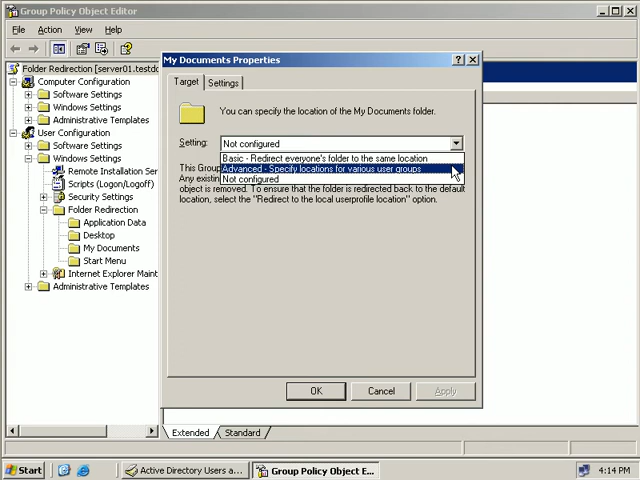 Group Policy Object Editor
File Action View Help
Folder Redirection [server01.testdo
Computer Configuration
Software Settings
Windows Settings
Administrative Templates
User Configuration
Software Settings
Windows Settings
Remote Installation Ser
Scripts (Logon/Logoff)
Security Settings
Folder Redirection
Application Data
Desktop
My Documents
Start Menu
Internet Explorer Maint
Administrative Templates
My Documents Properties
Target Settings
You can specify the location of the My Documents folder.
Setting: Not configured
Basic - Redirect everyone's folder to the same location
Advanced - Specify locations for various user groups
Not configured
This Grou
Any existin
object is removed. To ensure that the folder is redirected back to the default
location, select the "Redirect to the local userprofile location" option.
OK Cancel Apply
Extended Standard
Start Active Directory Users a... Group Policy Object E... 4:14 PM